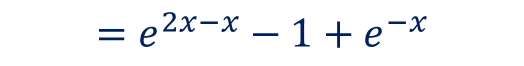 = e^{2x−x} − 1 + e^{−x}